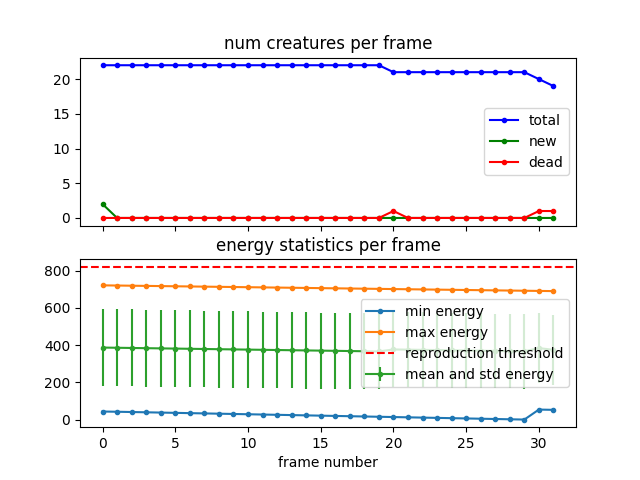 num creatures per frame
20
15
10
5
0
total
new
dead
energy statistics per frame
800
600
400
200
0
min energy
max energy
reproduction threshold
mean and std energy
0 5 10 15 20 25 30
frame number